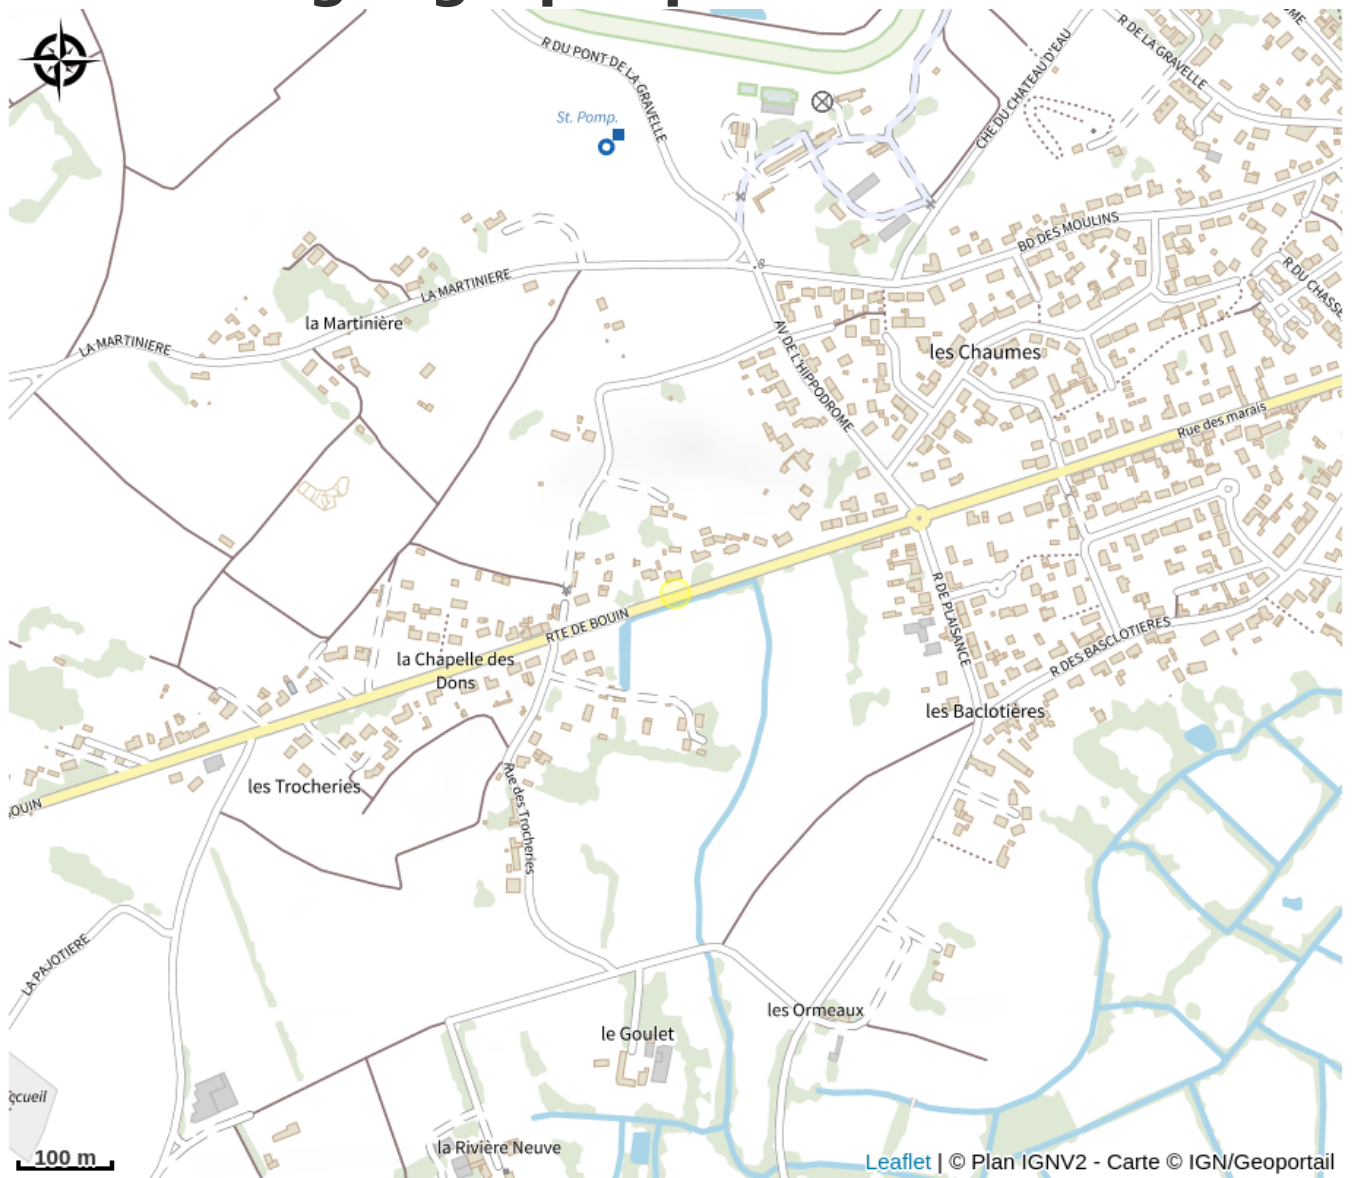 R DU PONT DE LA GRAVELLE
R DE LA GRAVELLE
CHE DU CHATEAU D'EAU
St. Pomp.
BD DES MOULINS
R DU CHASSE
LA MARTINIERE
la Martinière
LA MARTINIERE
AV DE L'HIPPODROME
les Chaumes
Rue des marais
RTE DE BOUIN
R DE PLAISANCE
R DES BASCLOTIERES
la Chapelle des
Dons
les Baclotières
les Trocheries
BOUIN
Rue des Trocheries
LA PAJOTIERE
les Ormeaux
le Goulet
la Rivière Neuve
100 m
Leaflet | © Plan IGNV2 - Carte © IGN/Geoportail